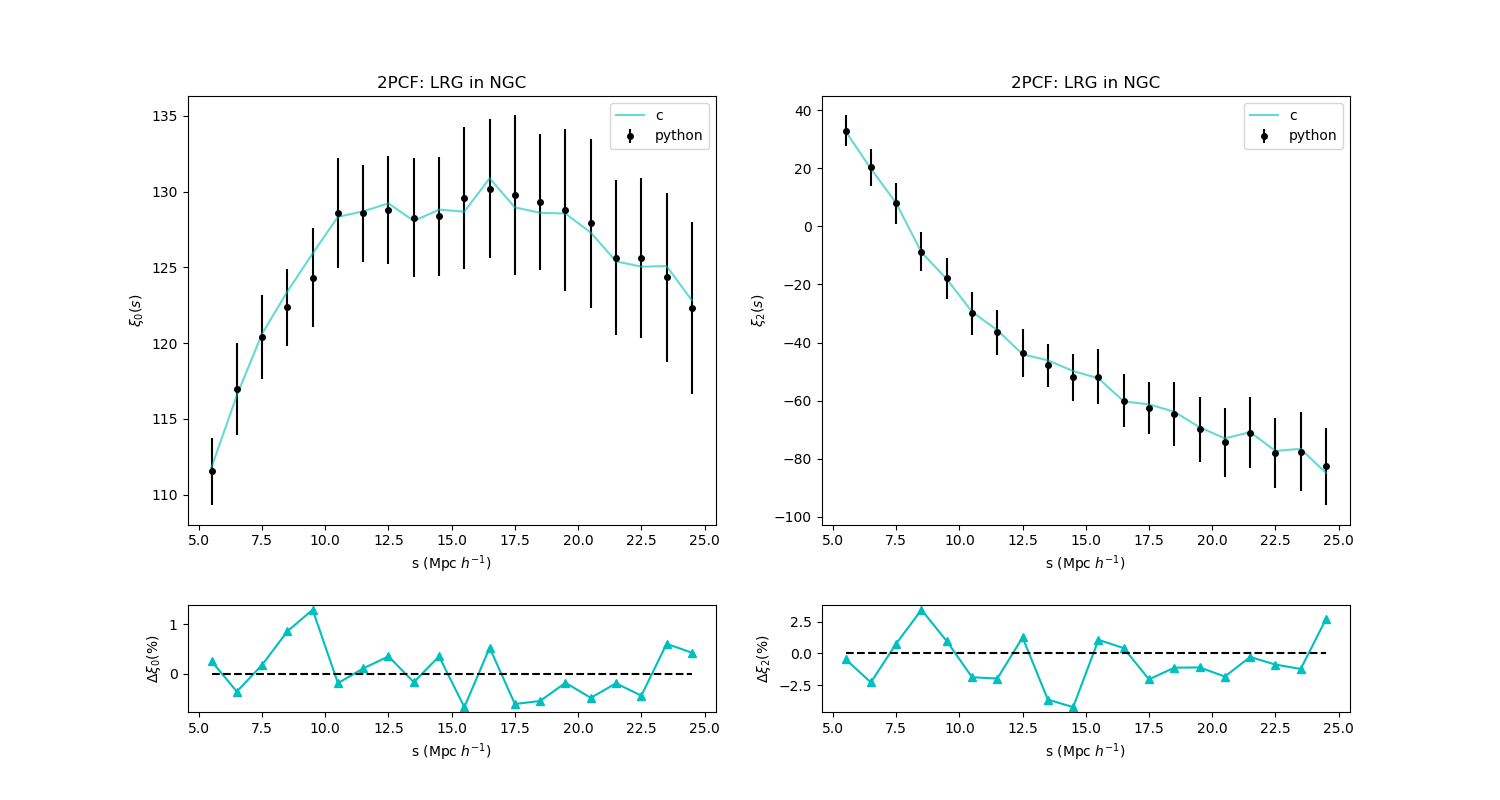 2PCF: LRG in NGC
c
python
135
130
125
120
115
110
ξ₀(s)
5.0 7.5 10.0 12.5 15.0 17.5 20.0 22.5 25.0
s (Mpc h⁻¹)
2PCF: LRG in NGC
c
python
40
20
0
−20
−40
−60
−80
−100
ξ₂(s)
5.0 7.5 10.0 12.5 15.0 17.5 20.0 22.5 25.0
s (Mpc h⁻¹)
1
0
Δξ₀(%)
5.0 7.5 10.0 12.5 15.0 17.5 20.0 22.5 25.0
s (Mpc h⁻¹)
2.5
0.0
−2.5
Δξ₂(%)
5.0 7.5 10.0 12.5 15.0 17.5 20.0 22.5 25.0
s (Mpc h⁻¹)